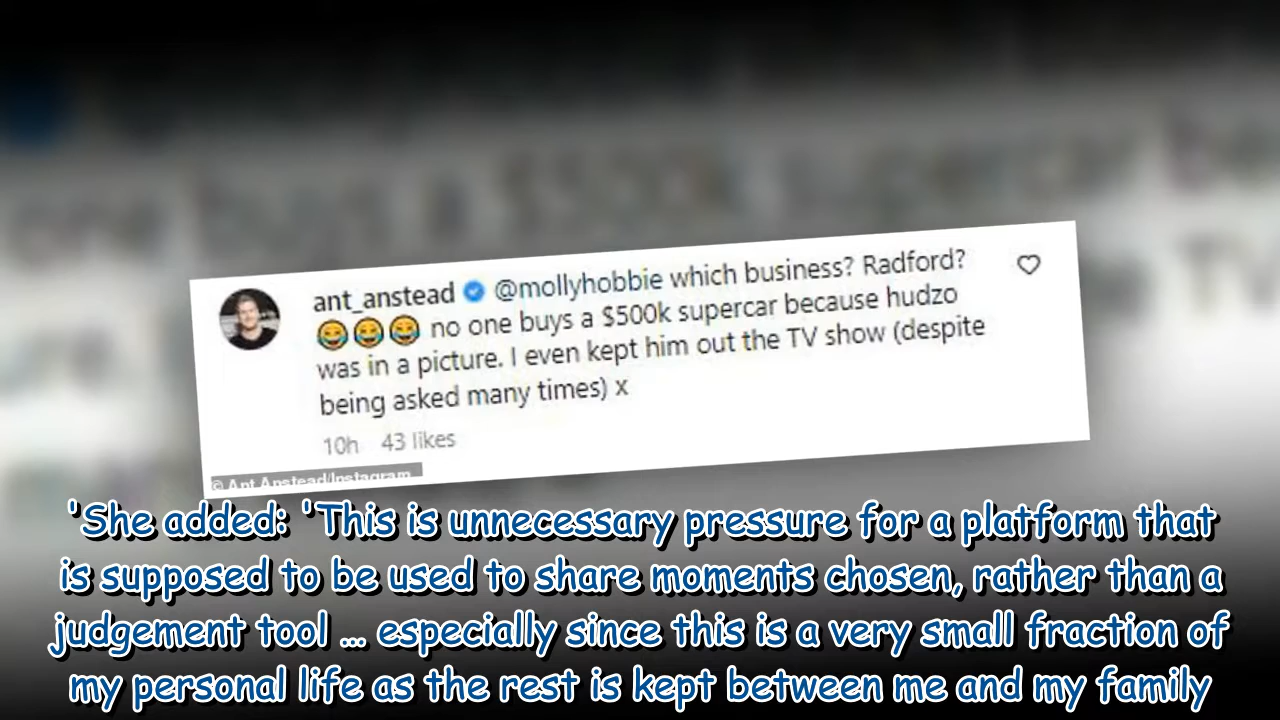 ant_anstead @mollyhobbie which business? Radford?
😂😂😂 no one buys a $500k supercar because hudzo
was in a picture. I even kept him out the TV show (despite
being asked many times) x
10h 43 likes
© Ant Anstead/Instagram
'She added: 'This is unnecessary pressure for a platform that
is supposed to be used to share moments chosen, rather than a
judgement tool ... especially since this is a very small fraction of
my personal life as the rest is kept between me and my family